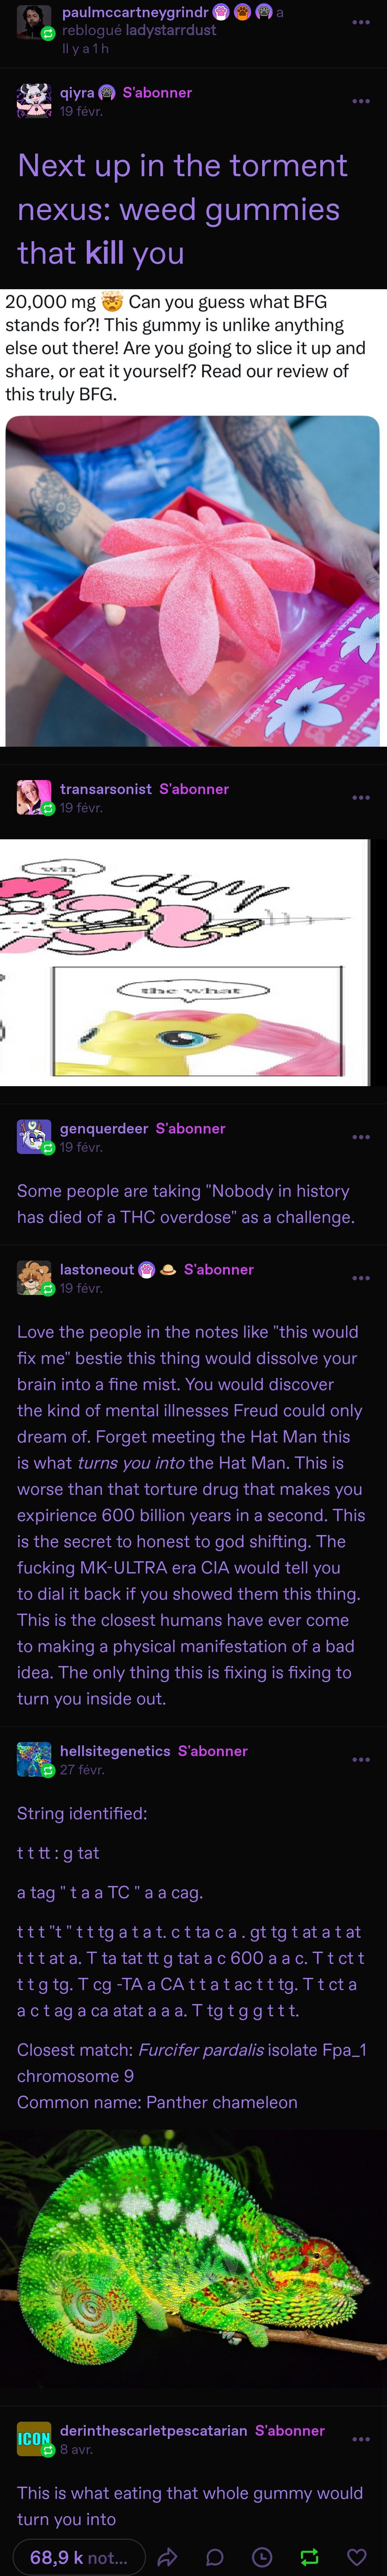 paulmccartneygrindr a
reblogué ladystarrdust
Il y a 1 h
qiyra S'abonner
19 févr.
Next up in the torment
nexus: weed gummies
that kill you
20,000 mg 🤯 Can you guess what BFG
stands for?! This gummy is unlike anything
else out there! Are you going to slice it up and
share, or eat it yourself? Read our review of
this truly BFG.
transarsonist S'abonner
19 févr.
wh
CHOMP
the what
genquerdeer S'abonner
19 févr.
Some people are taking "Nobody in history
has died of a THC overdose" as a challenge.
lastoneout S'abonner
19 févr.
Love the people in the notes like "this would
fix me" bestie this thing would dissolve your
brain into a fine mist. You would discover
the kind of mental illnesses Freud could only
dream of. Forget meeting the Hat Man this
is what turns you into the Hat Man. This is
worse than that torture drug that makes you
expirience 600 billion years in a second. This
is the secret to honest to god shifting. The
fucking MK-ULTRA era CIA would tell you
to dial it back if you showed them this thing.
This is the closest humans have ever come
to making a physical manifestation of a bad
idea. The only thing this is fixing is fixing to
turn you inside out.
hellsitegenetics S'abonner
27 févr.
String identified:
t t tt : g tat
a tag " t a a TC " a a cag.
t t t "t " t t tg a t a t. c t ta c a . gt tg t at a t at
t t t at a. T ta tat tt g tat a c 600 a a c. T t ct t
t t g tg. T cg -TA a CA t t a t ac t t tg. T t ct a
a c t ag a ca atat a a a. T tg t g g t t t.
Closest match: Furcifer pardalis isolate Fpa_1
chromosome 9
Common name: Panther chameleon
ICON
derinthescarletpescatarian S'abonner
8 avr.
This is what eating that whole gummy would
turn you into
68,9 k not...